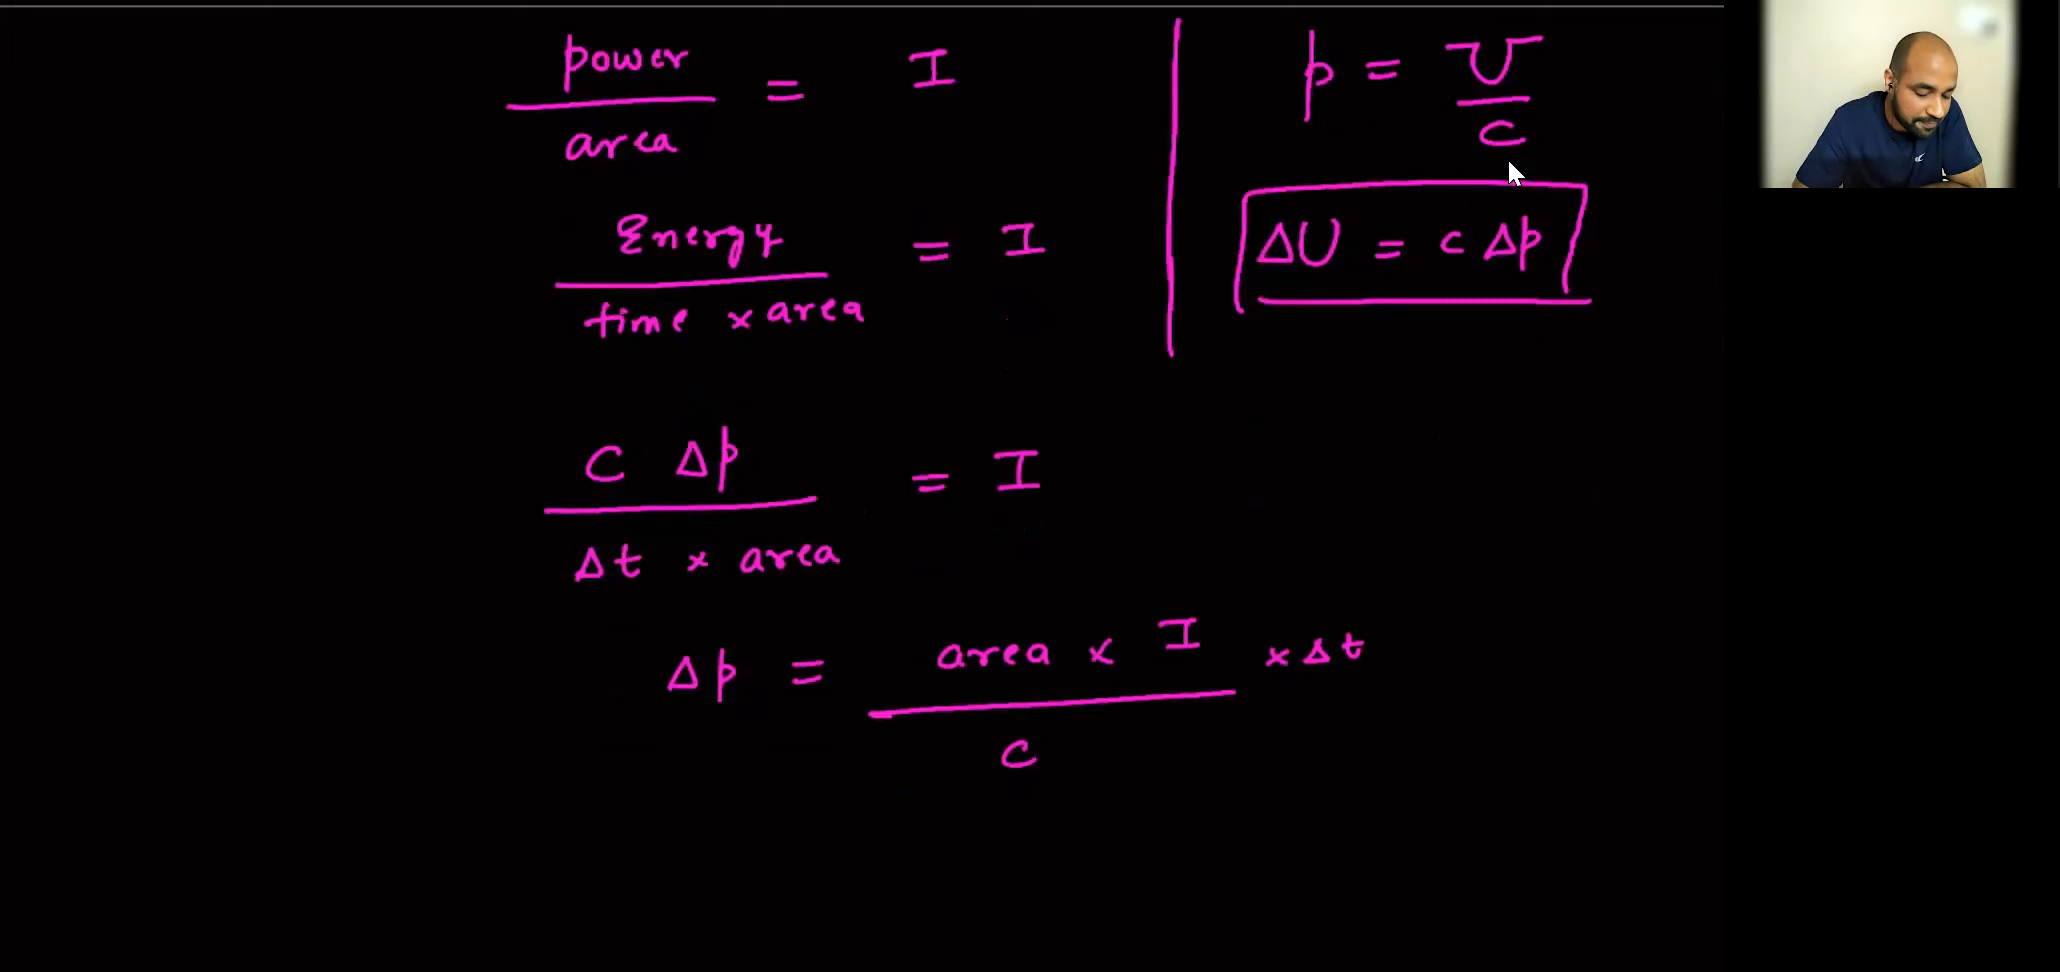 power
area = I
Energy
time × area = I
C Δp
Δt × area = I
Δp = area × I × Δt
c
p = U
c
ΔU = c Δp